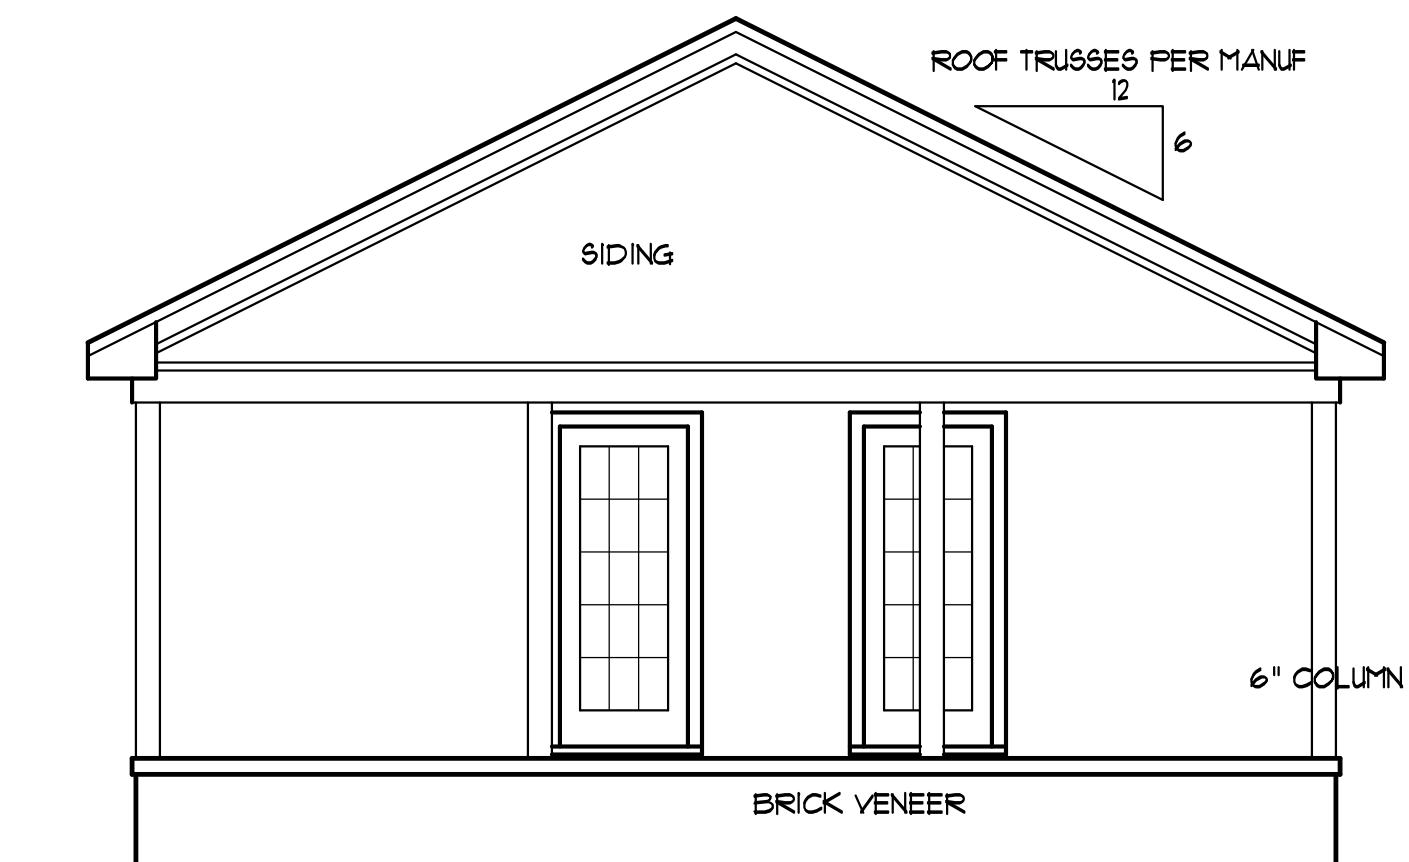 ROOF TRUSSES PER MANUF
12
6
SIDING
6" COLUMN
BRICK VENEER